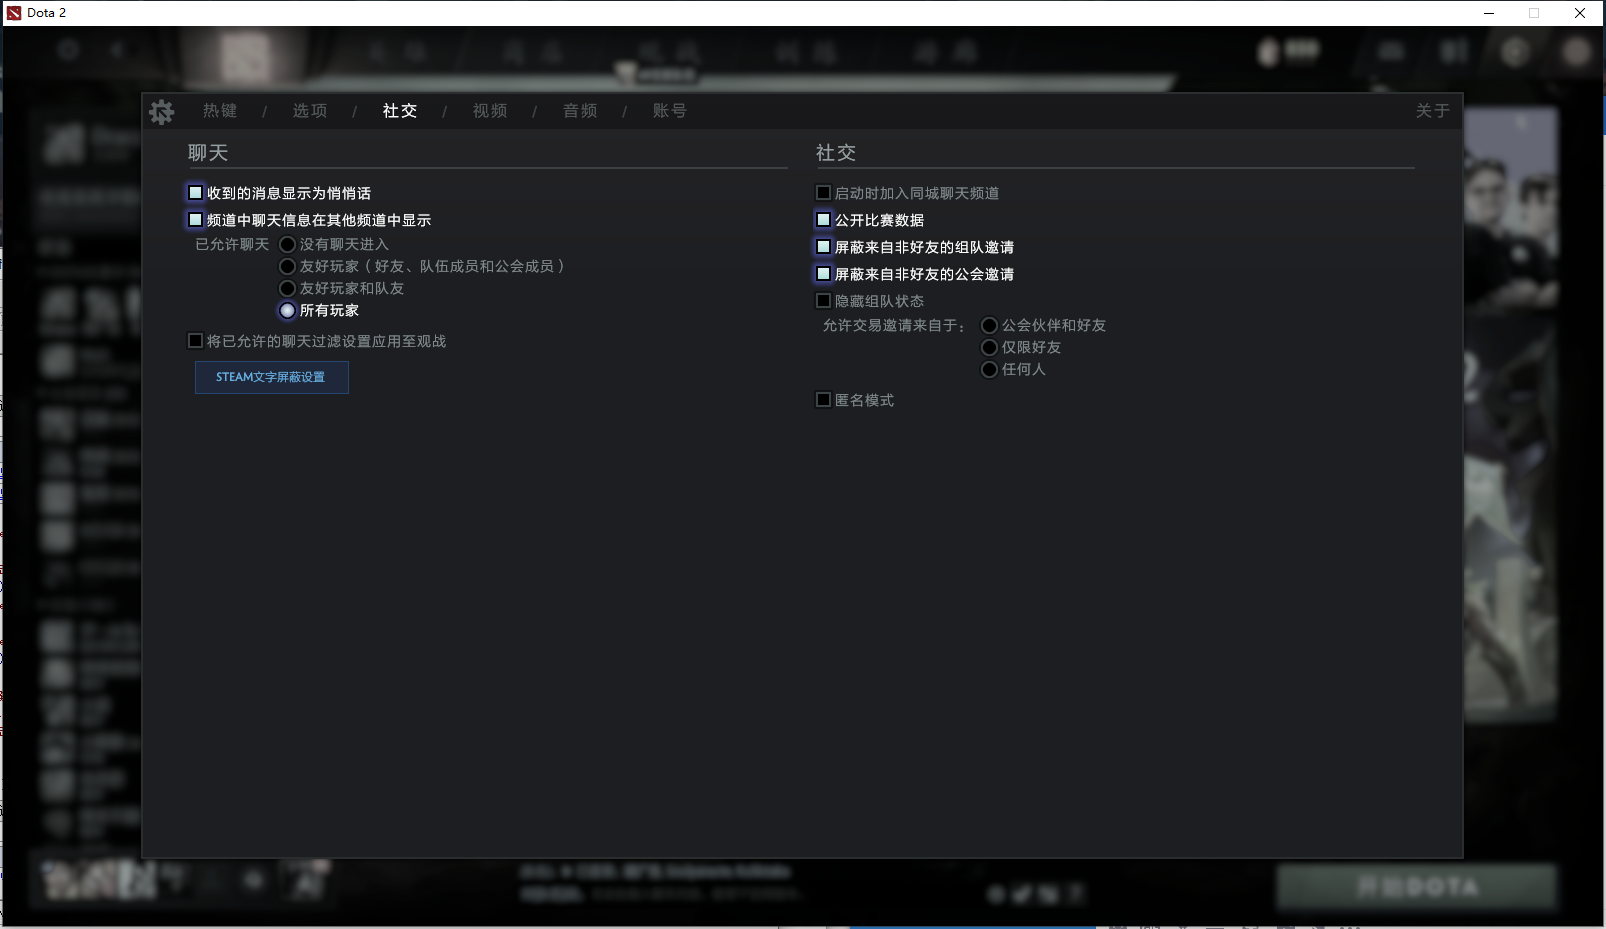 Dota 2
热键 / 选项 / 社交 / 视频 / 音频 / 账号
关于
聊天
收到的消息显示为悄悄话
频道中聊天信息在其他频道中显示
已允许聊天 没有聊天进入
友好玩家（好友、队伍成员和公会成员）
友好玩家和队友
所有玩家
将已允许的聊天过滤设置应用至观战
STEAM文字屏蔽设置
社交
启动时加入同城聊天频道
公开比赛数据
屏蔽来自非好友的组队邀请
屏蔽来自非好友的公会邀请
隐藏组队状态
允许交易邀请来自于： 公会伙伴和好友
仅限好友
任何人
匿名模式
开始DOTA